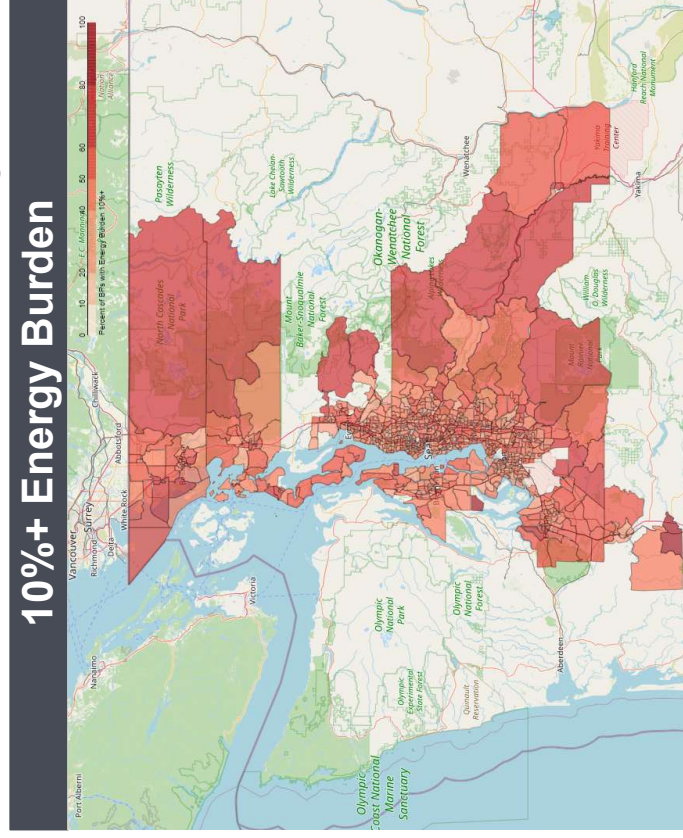 10%+ Energy Burden
0 10 20 30 40 50 60 80 100
Percent of BPs with Energy Burden 10%+
E.C. Manning
Nation
Alliance
Port Alberni
Nanaimo
Vancouver
Richmond
Surrey
Delta
White Rock
Abbotsford
Chilliwack
Victoria
North Cascades
National
Park
Pasayten
Wilderness
Lake Chelan-
Sawtooth
Wilderness
Mount
Baker-Snoqualmie
National
Forest
Okanogan-
Wenatchee
National
Forest
Wenatchee
Olympic
Coast National
Marine
Sanctuary
Olympic
Experimental
State Forest
Olympic
National
Park
Quinault
Reservation
Olympic
National
Forest
Aberdeen
Mount
Rainier
National
Park
William
O. Douglas
Wilderness
Yakima
Training
Center
Yakima
Hanford
Reach National
Monument